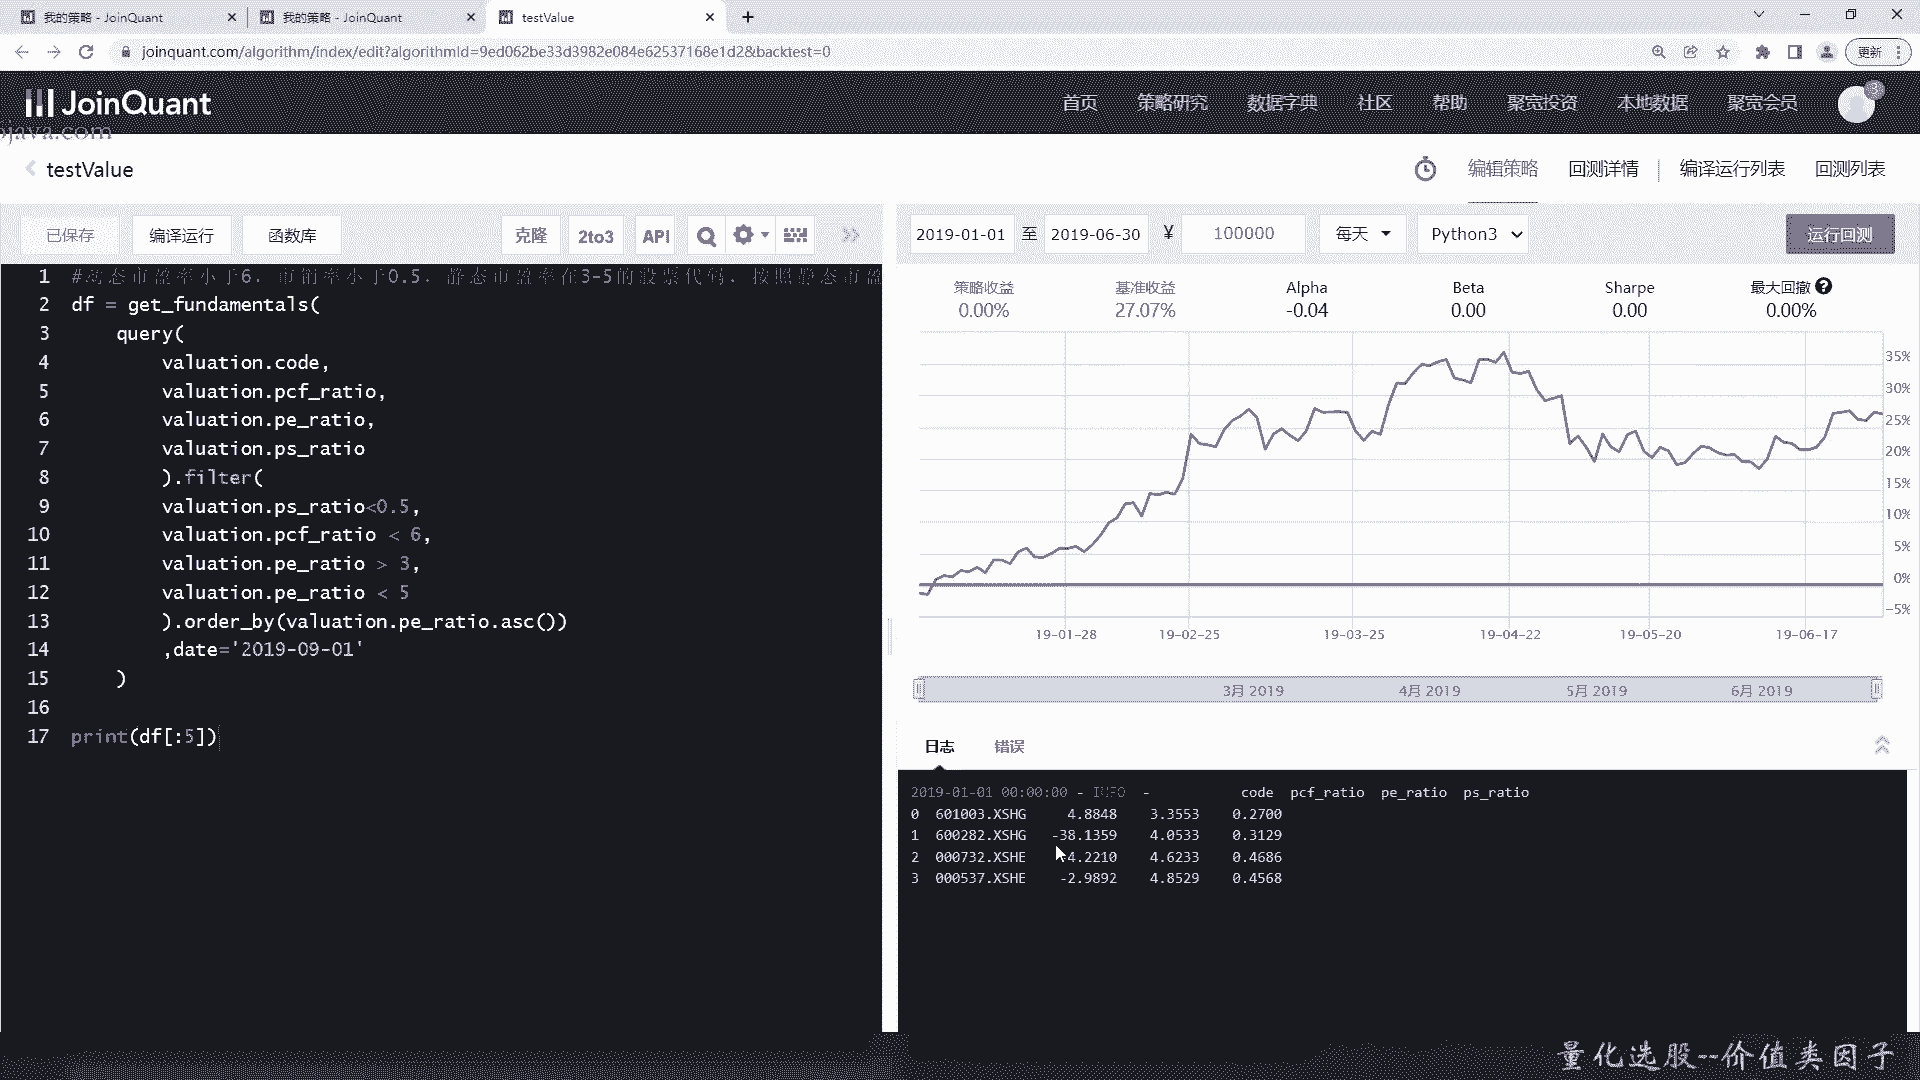 我的策略 - JoinQuant
我的策略 - JoinQuant
testValue
joinquant.com/algorithm/index/edit?algorithmId=9ed062be33d3982e084e62537168e1d2&backtest=0
更新
JoinQuant
首页 策略研究 数据字典 社区 帮助 聚宽投资 本地数据 聚宽会员
3
java.com
testValue
编辑策略 回测详情 | 编译运行列表 回测列表
已保存 编译运行 函数库 克隆 2to3 API
2019-01-01 至 2019-06-30 ¥ 100000 每天 Python3 运行回测
1 #动态市盈率小于6. 市销率小于0.5. 静态市盈率在3-5的股票代码. 按照静态市盈
2 df = get_fundamentals(
3 query(
4 valuation.code,
5 valuation.pcf_ratio,
6 valuation.pe_ratio,
7 valuation.ps_ratio
8 ).filter(
9 valuation.ps_ratio<0.5,
10 valuation.pcf_ratio < 6,
11 valuation.pe_ratio > 3,
12 valuation.pe_ratio < 5
13 ).order_by(valuation.pe_ratio.asc())
14 ,date='2019-09-01'
15 )
16
17 print(df[:5])
策略收益 基准收益 Alpha Beta Sharpe 最大回撤
0.00% 27.07% -0.04 0.00 0.00 0.00%
35%
30%
25%
20%
15%
10%
5%
0%
-5%
19-01-28 19-02-25 19-03-25 19-04-22 19-05-20 19-06-17
3月 2019 4月 2019 5月 2019 6月 2019
日志 错误
2019-01-01 00:00:00 - INFO - code pcf_ratio pe_ratio ps_ratio
0 601003.XSHG 4.8848 3.3553 0.2700
1 600282.XSHG -38.1359 4.0533 0.3129
2 000732.XSHE 4.2210 4.6233 0.4686
3 000537.XSHE -2.9892 4.8529 0.4568
量化选股--价值类因子